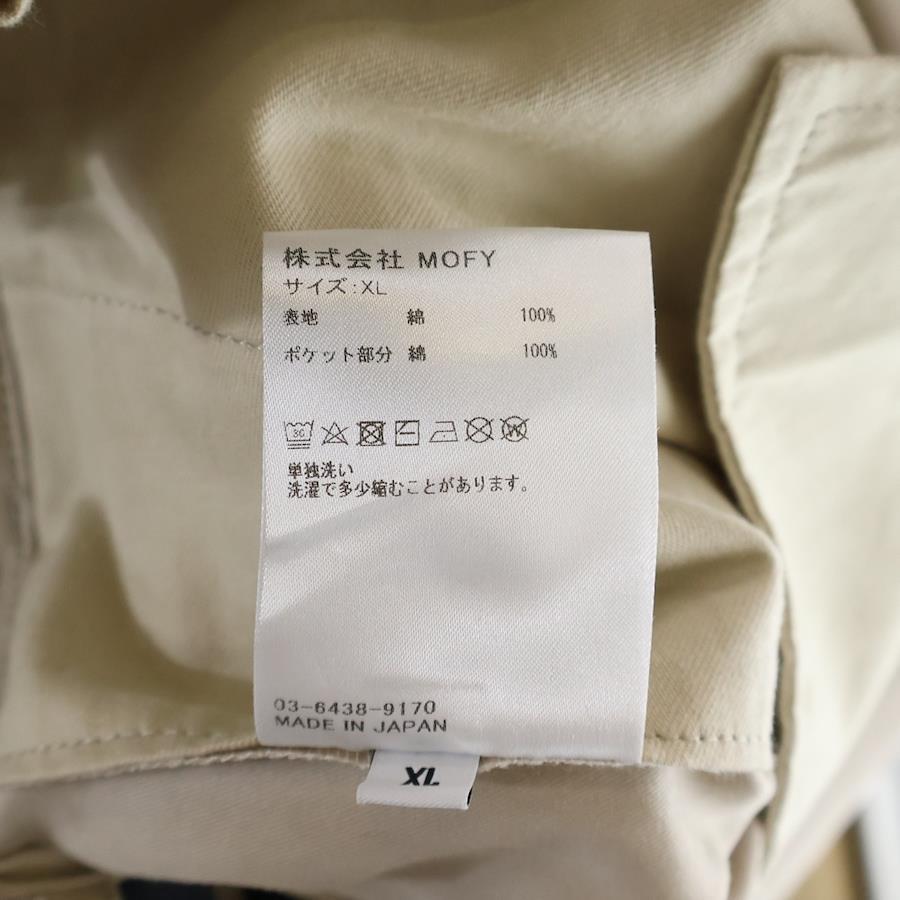 株式会社 MOFY
サイズ:XL
表地 綿 100%
ポケット部分 綿 100%
30
W
単独洗い
洗濯で多少縮むことがあります。
03-6438-9170
MADE IN JAPAN
XL